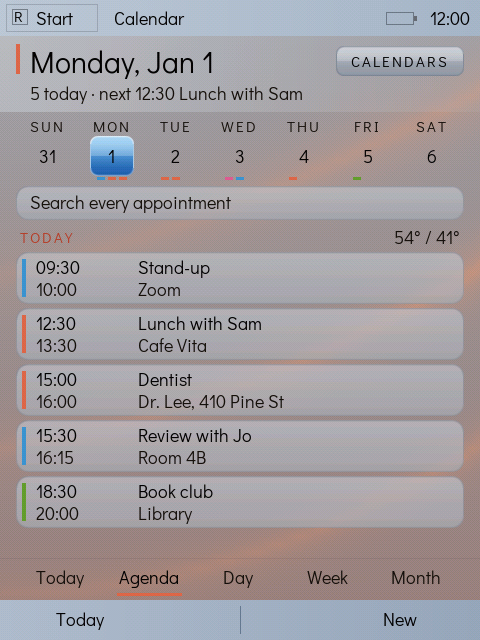 R Start Calendar 12:00
Monday, Jan 1 CALENDARS
5 today · next 12:30 Lunch with Sam
SUN MON TUE WED THU FRI SAT
31 1 2 3 4 5 6
Search every appointment
TODAY 54° / 41°
09:30 Stand-up
10:00 Zoom
12:30 Lunch with Sam
13:30 Cafe Vita
15:00 Dentist
16:00 Dr. Lee, 410 Pine St
15:30 Review with Jo
16:15 Room 4B
18:30 Book club
20:00 Library
Today Agenda Day Week Month
Today New